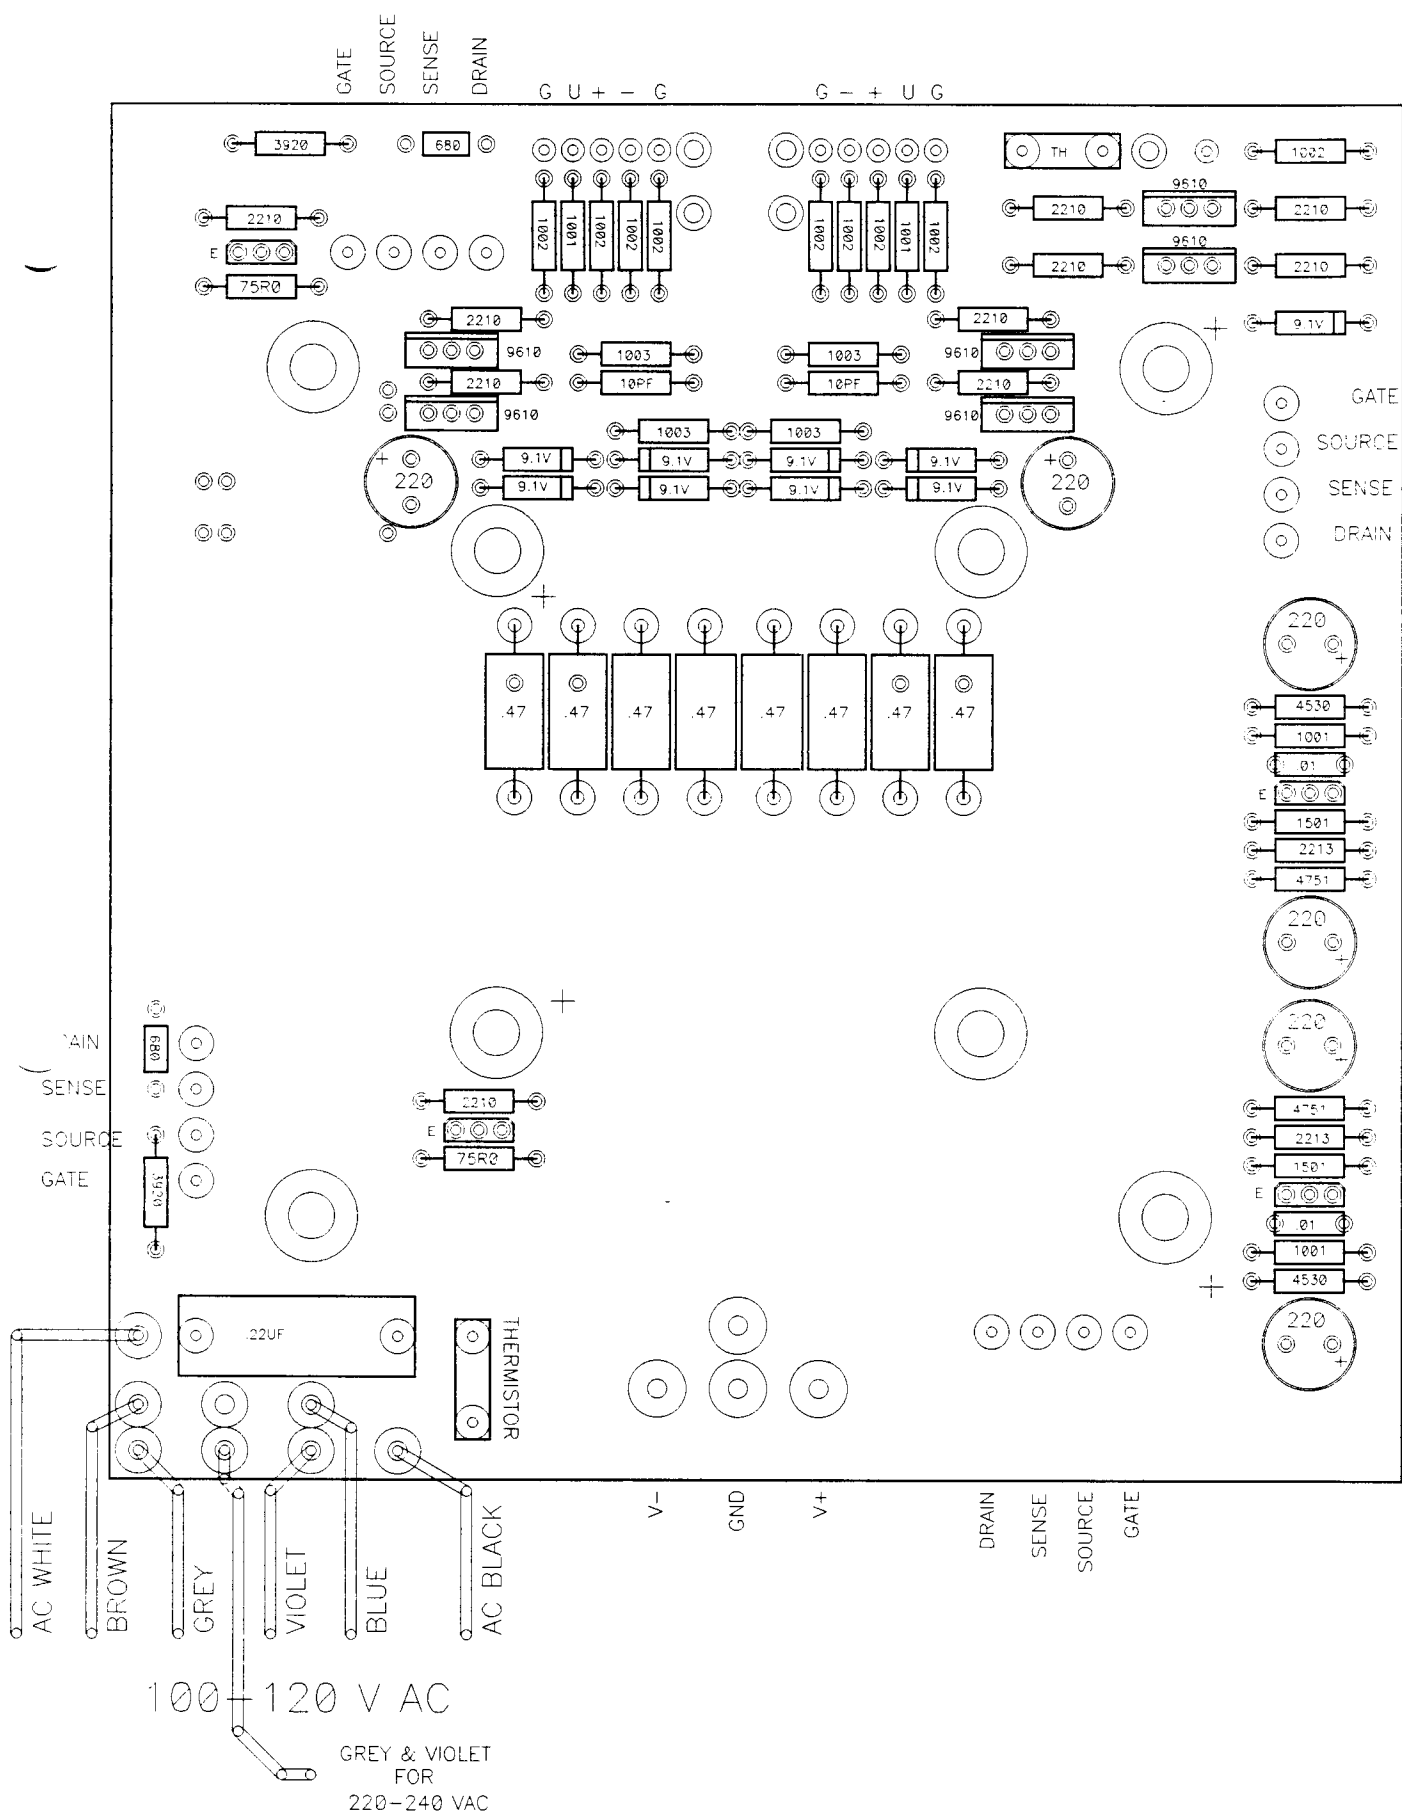 GATE
SOURCE
SENSE
DRAIN
G U + - G
G - + U G
3920
680
TH
1002
2210
9610
2210
2210
E
1002
1001
1002
1002
1002
1002
1002
1002
1001
1002
9610
2210
2210
75R0
2210
2210
9.1V
+
9610
1003
1003
9610
2210
10PF
10PF
2210
9610
9610
GATE
1003
1003
SOURCE
+
220
9.1V
9.1V
9.1V
9.1V
+
220
9.1V
9.1V
9.1V
9.1V
SENSE
DRAIN
+
220
+
.47
.47
.47
.47
.47
.47
.47
.47
4530
1001
.01
E
1501
2213
4751
220
+
+
220
+
AIN
680
SENSE
2210
4751
SOURCE
E
2213
75R0
1501
GATE
3920
E
.01
1001
+
4530
.22UF
THERMISTOR
220
+
V-
GND
V+
DRAIN
SENSE
SOURCE
GATE
AC WHITE
BROWN
GREY
VIOLET
BLUE
AC BLACK
100-120 V AC
GREY & VIOLET
FOR
220-240 VAC